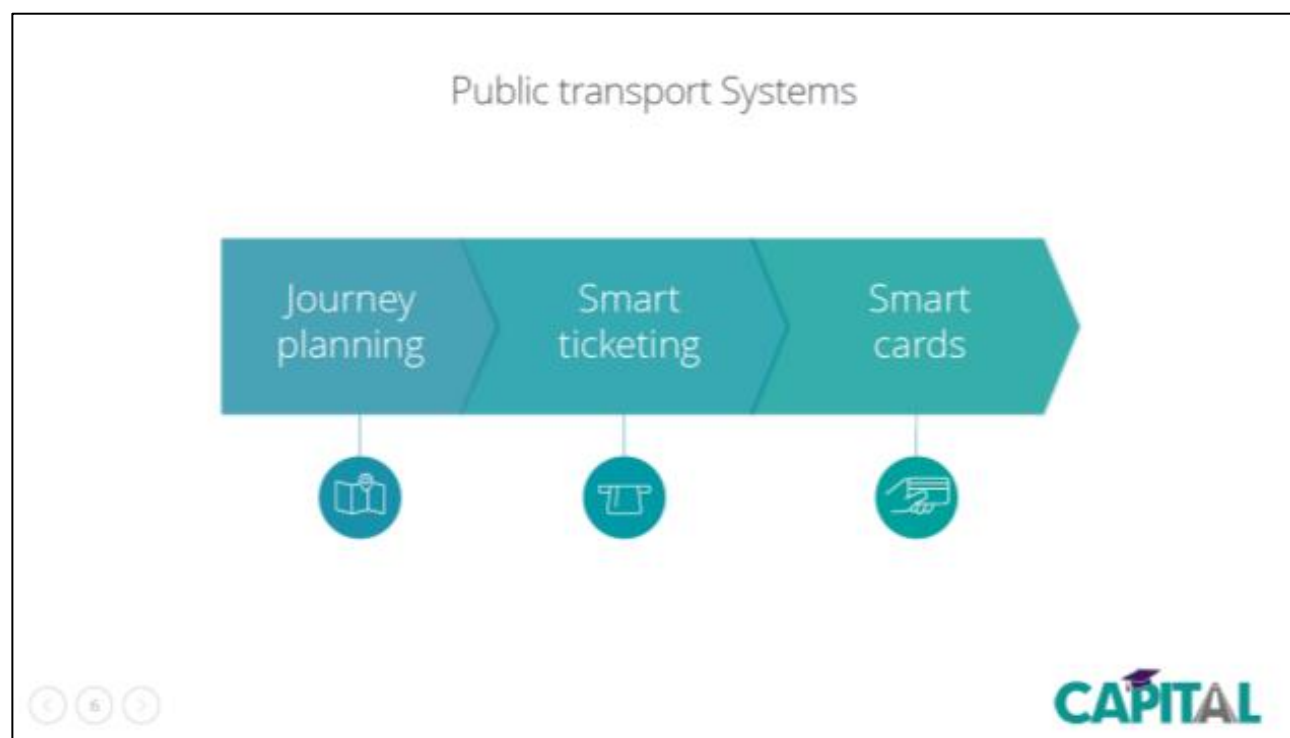 Public transport Systems
Journey
planning
Smart
ticketing
Smart
cards
6
CAPITAL